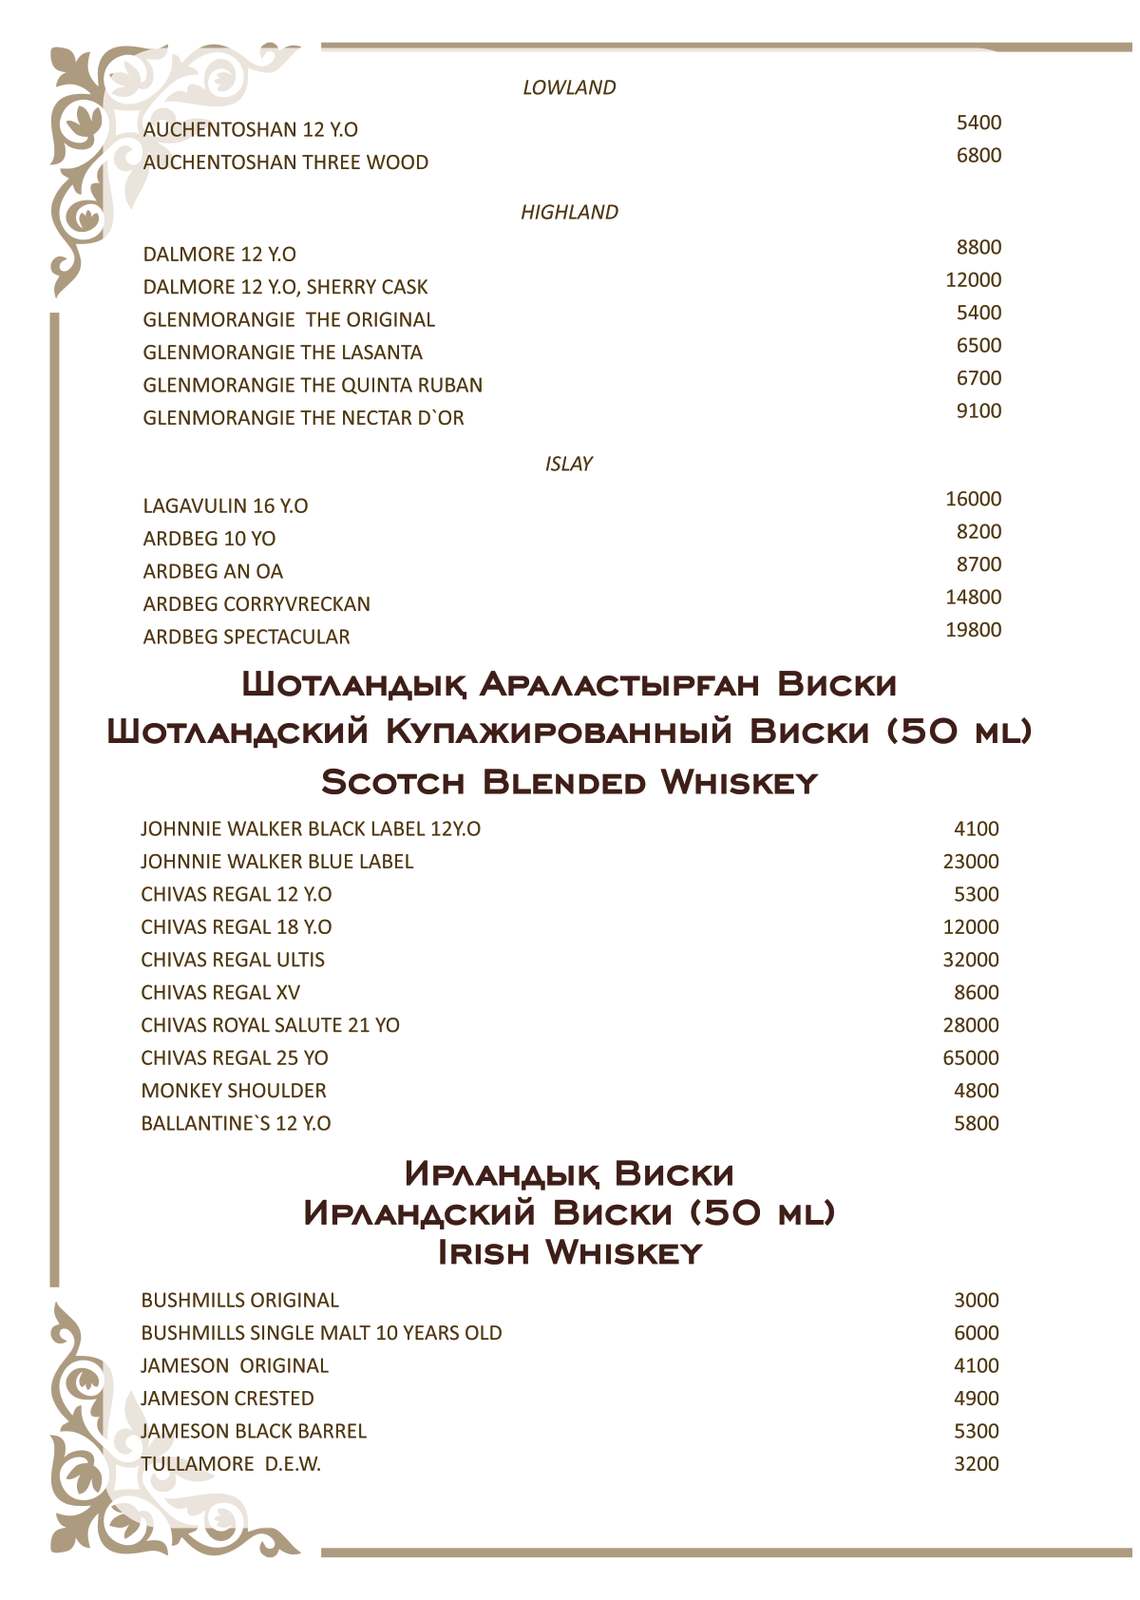 LOWLAND
AUCHENTOSHAN 12 Y.O 5400
AUCHENTOSHAN THREE WOOD 6800
HIGHLAND
DALMORE 12 Y.O 8800
DALMORE 12 Y.O, SHERRY CASK 12000
GLENMORANGIE THE ORIGINAL 5400
GLENMORANGIE THE LASANTA 6500
GLENMORANGIE THE QUINTA RUBAN 6700
GLENMORANGIE THE NECTAR D`OR 9100
ISLAY
LAGAVULIN 16 Y.O 16000
ARDBEG 10 YO 8200
ARDBEG AN OA 8700
ARDBEG CORRYVRECKAN 14800
ARDBEG SPECTACULAR 19800
Шотландық Араластырған Виски
Шотландский Купажированный Виски (50 ml)
Scotch Blended Whiskey
JOHNNIE WALKER BLACK LABEL 12Y.O 4100
JOHNNIE WALKER BLUE LABEL 23000
CHIVAS REGAL 12 Y.O 5300
CHIVAS REGAL 18 Y.O 12000
CHIVAS REGAL ULTIS 32000
CHIVAS REGAL XV 8600
CHIVAS ROYAL SALUTE 21 YO 28000
CHIVAS REGAL 25 YO 65000
MONKEY SHOULDER 4800
BALLANTINE`S 12 Y.O 5800
Ирландық Виски
Ирландский Виски (50 ml)
Irish Whiskey
BUSHMILLS ORIGINAL 3000
BUSHMILLS SINGLE MALT 10 YEARS OLD 6000
JAMESON ORIGINAL 4100
JAMESON CRESTED 4900
JAMESON BLACK BARREL 5300
TULLAMORE D.E.W. 3200